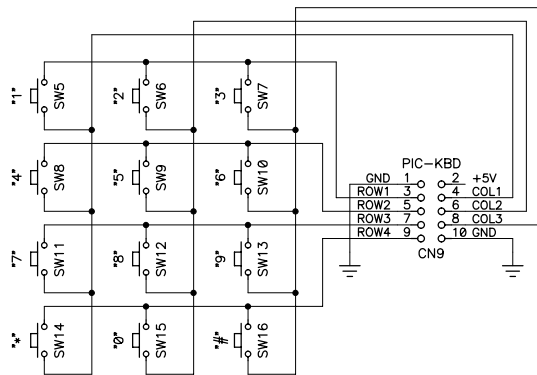 "1" SW5 "2" SW6 "3" SW7
"4" SW8 "5" SW9 "6" SW10
"7" SW11 "8" SW12 "9" SW13
"*" SW14 "0" SW15 "#" SW16
PIC-KBD
GND 1 2 +5V
ROW1 3 4 COL1
ROW2 5 6 COL2
ROW3 7 8 COL3
ROW4 9 10 GND
CN9